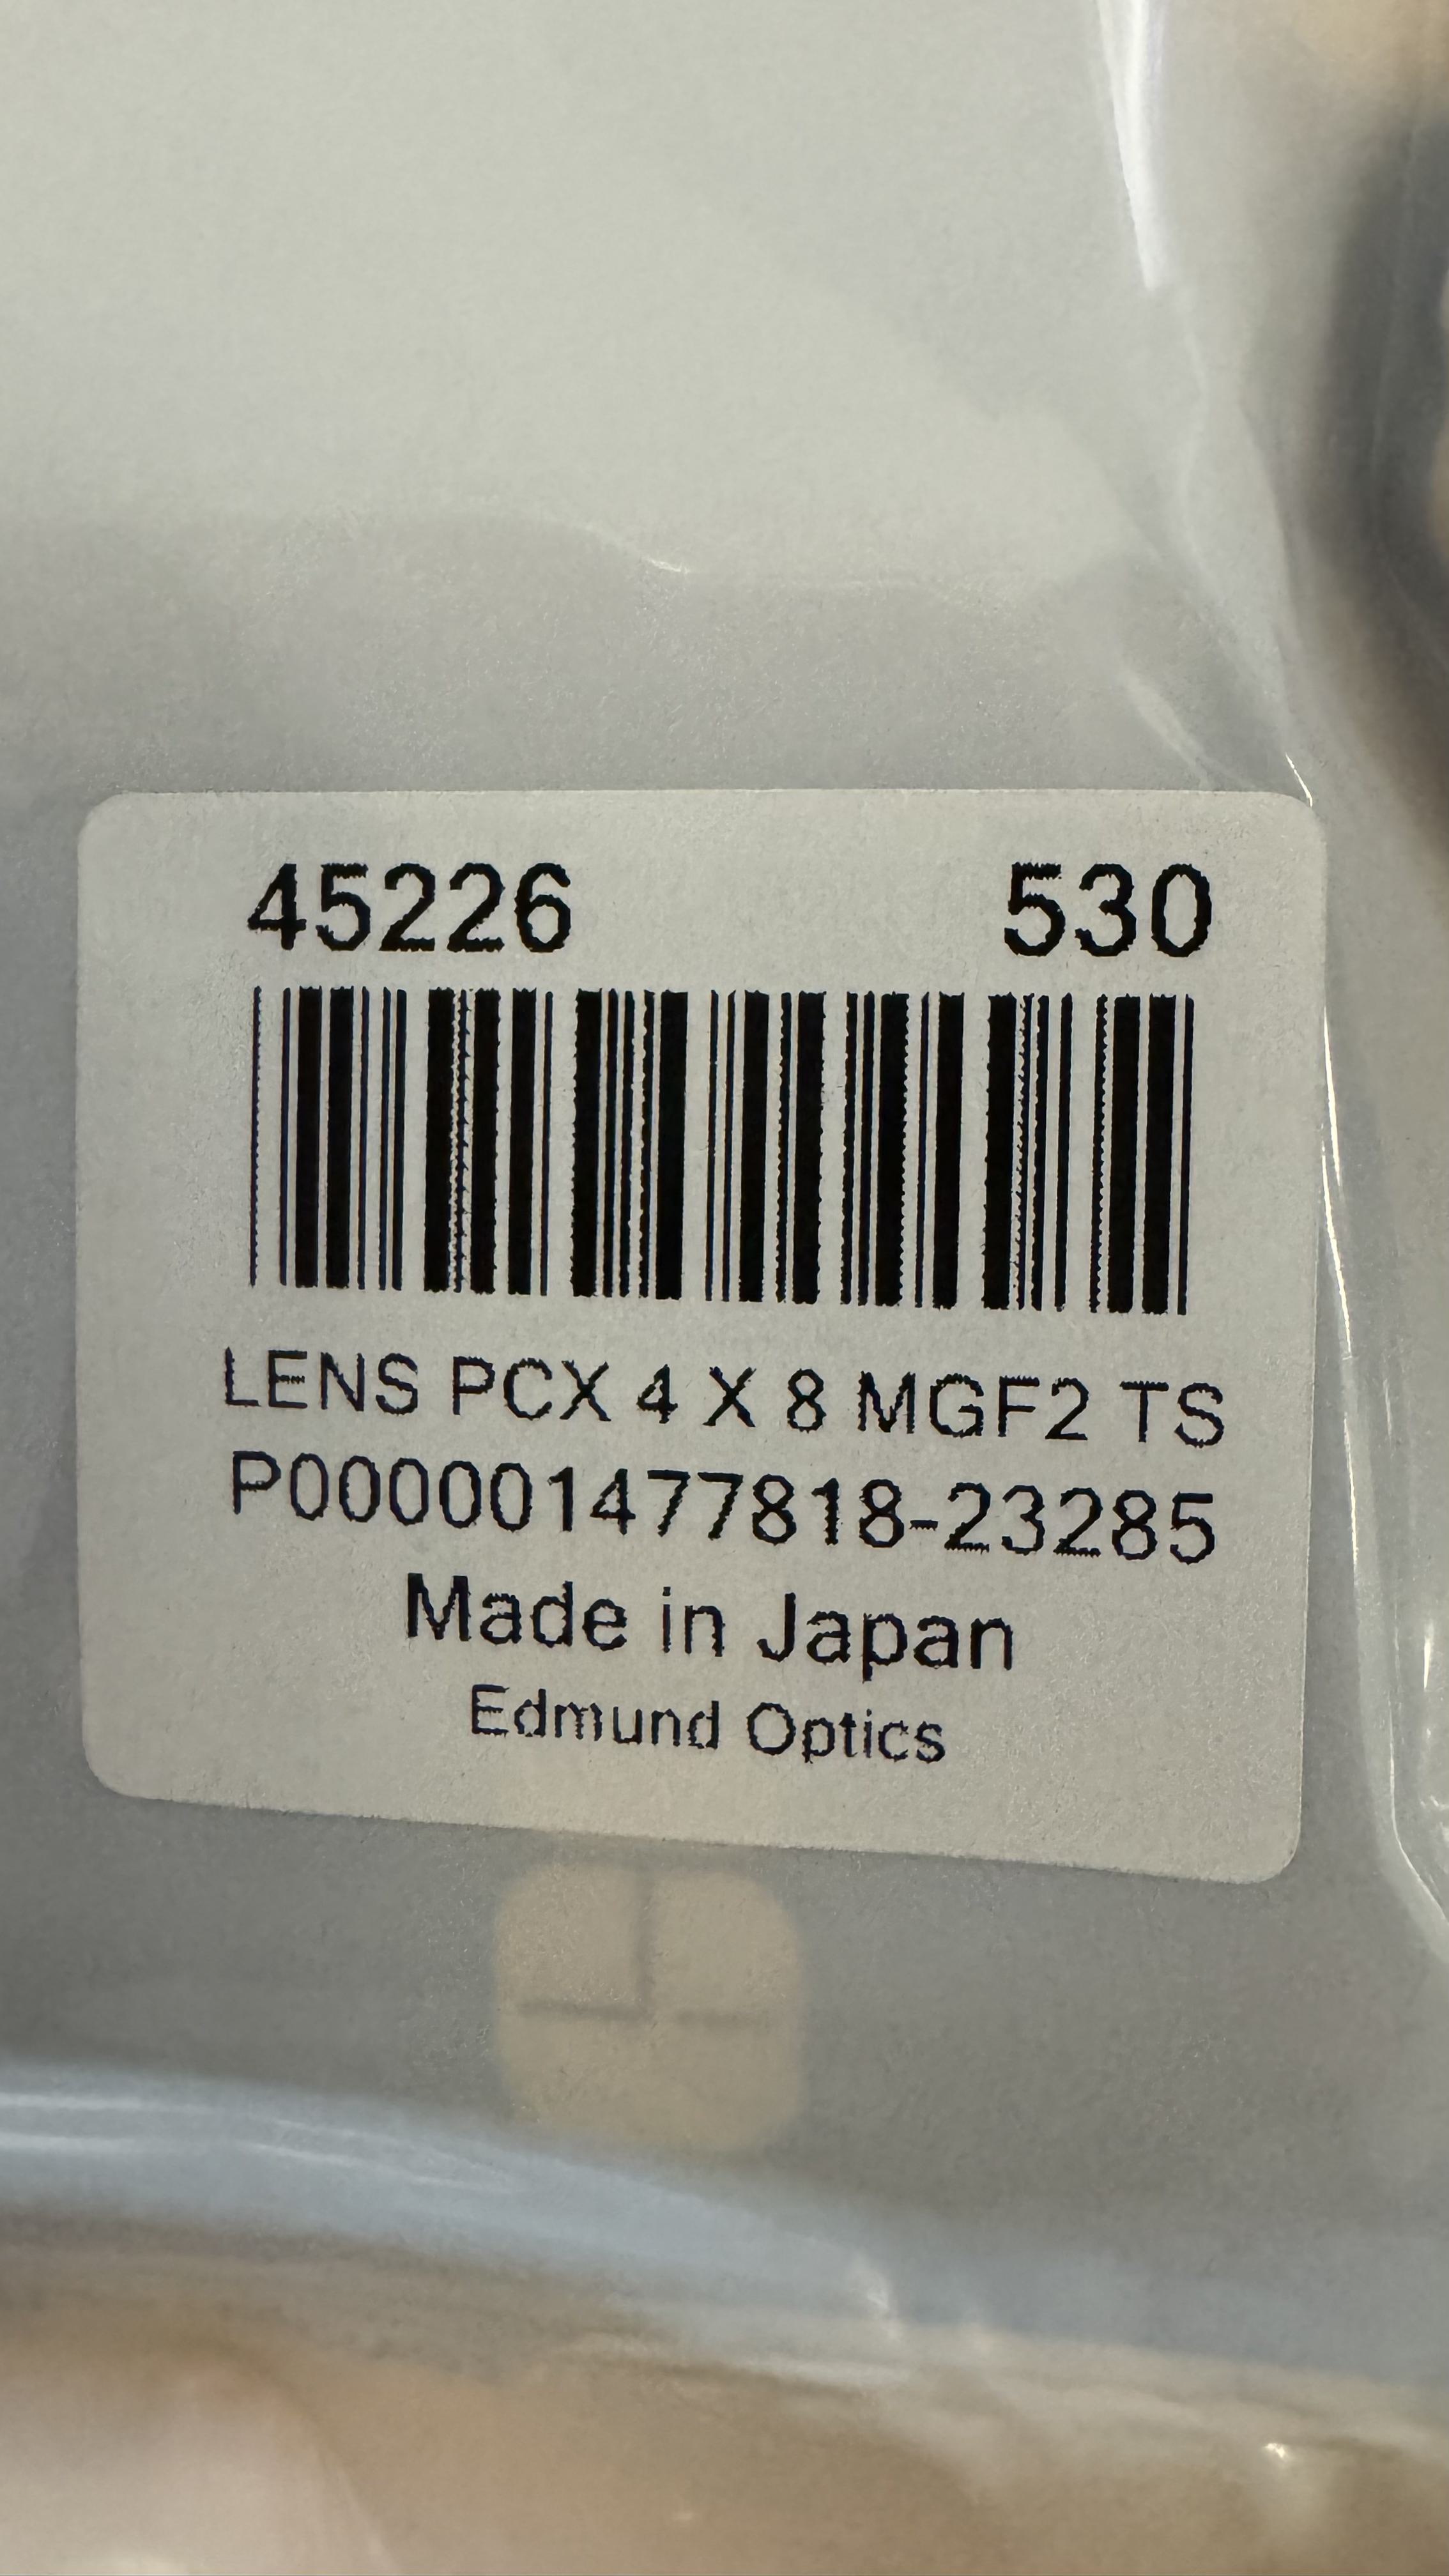 45226 530
LENS PCX 4 X 8 MGF2 TS
P000001477818-23285
Made in Japan
Edmund Optics